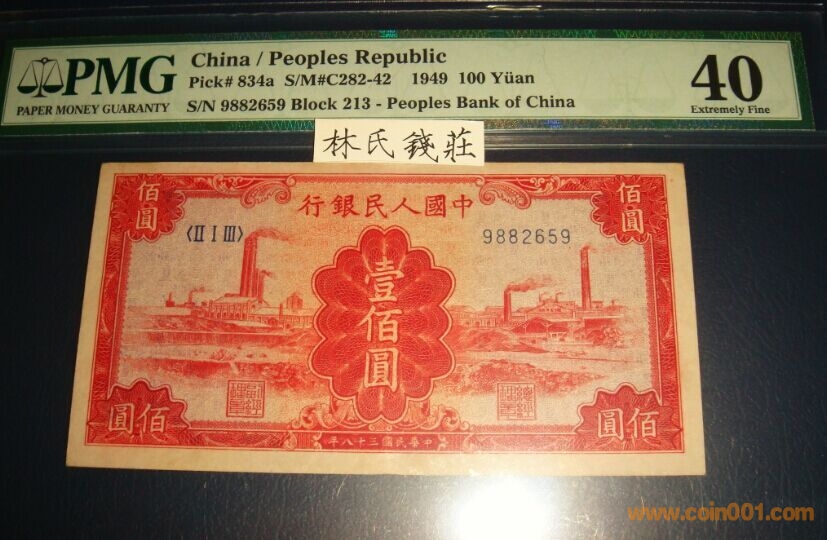 PMG
PAPER MONEY GUARANTY
China / Peoples Republic
Pick# 834a S/M#C282-42 1949 100 Yüan
S/N 9882659 Block 213 - Peoples Bank of China
40
Extremely Fine
林氏錢莊
佰圓
行銀民人國中
佰圓
〈II I III〉
9882659
壹佰圓
圓佰
圓佰
年八十三國民華中
www.coin001.com